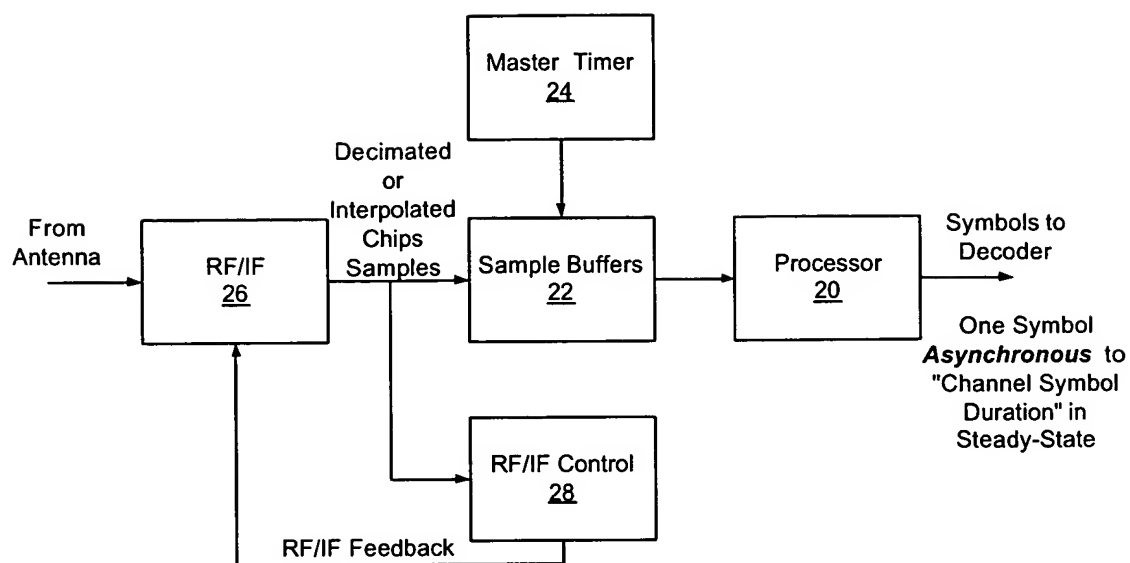 Master Timer
24
Decimated
or
Interpolated
Chips
Samples
From
Antenna
RF/IF
26
Sample Buffers
22
Processor
20
Symbols to
Decoder
One Symbol
Asynchronous to
"Channel Symbol
Duration" in
Steady-State
RF/IF Control
28
RF/IF Feedback